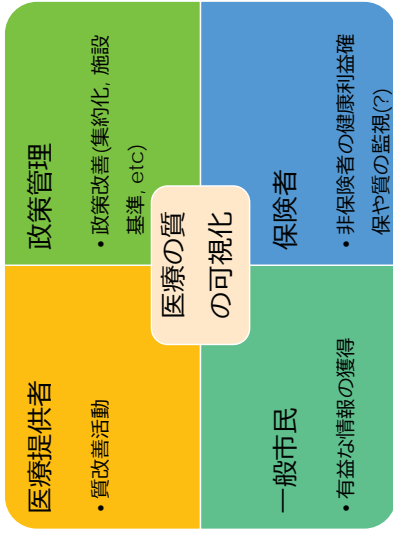 医療提供者
• 質改善活動
政策管理
• 政策改善(集約化, 施設
基準, etc)
医療の質
の可視化
一般市民
• 有益な情報の獲得
保険者
• 非保険者の健康利益確
保や質の監視(?)